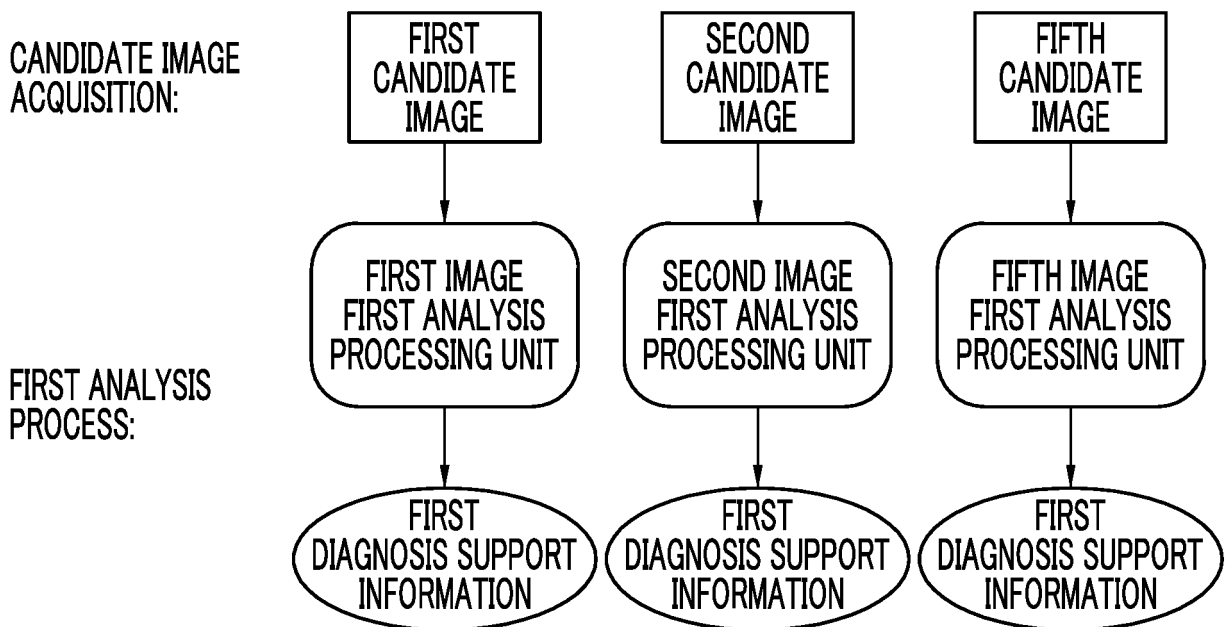 CANDIDATE IMAGE
ACQUISITION:
FIRST
CANDIDATE
IMAGE
SECOND
CANDIDATE
IMAGE
FIFTH
CANDIDATE
IMAGE
FIRST ANALYSIS
PROCESS:
FIRST IMAGE
FIRST ANALYSIS
PROCESSING UNIT
SECOND IMAGE
FIRST ANALYSIS
PROCESSING UNIT
FIFTH IMAGE
FIRST ANALYSIS
PROCESSING UNIT
FIRST
DIAGNOSIS SUPPORT
INFORMATION
FIRST
DIAGNOSIS SUPPORT
INFORMATION
FIRST
DIAGNOSIS SUPPORT
INFORMATION